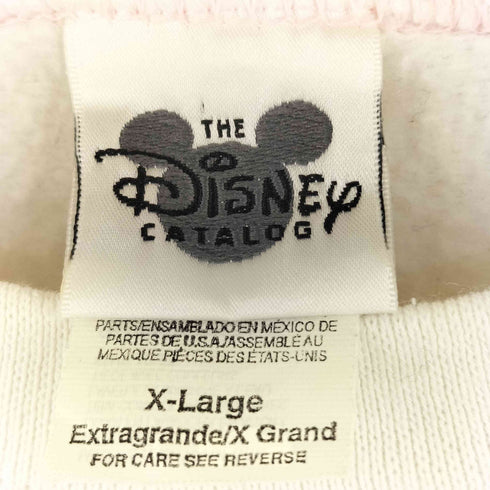 THE
Disney
CATALOG
PARTS/ENSAMBLADO EN MÉXICO DE
PARTES DE U.S.A./ASSEMBLÉ AU
MEXIQUE PIÈCES DES ÉTATS-UNIS
X-Large
Extragrande/X Grand
FOR CARE SEE REVERSE